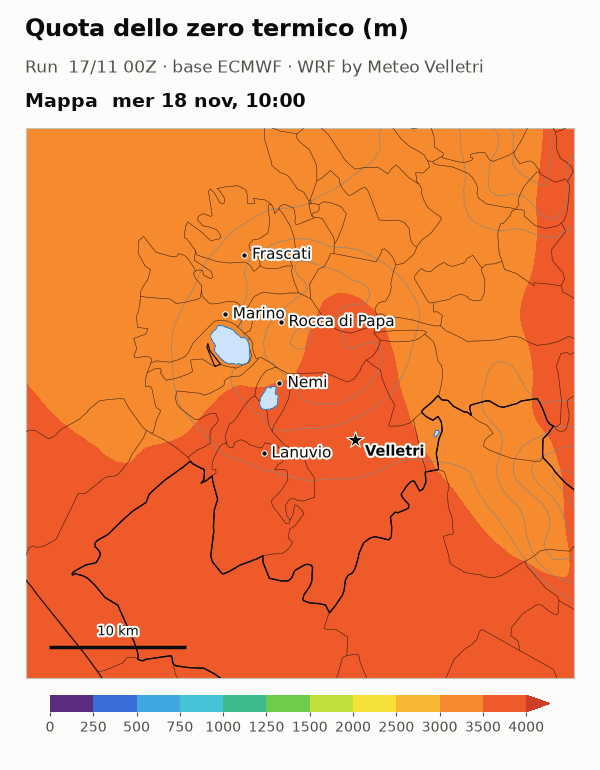 Quota dello zero termico (m)
Run  17/11 00Z · base ECMWF · WRF by Meteo Velletri
Mappa  mer 18 nov, 10:00
Frascati
Marino
Rocca di Papa
Nemi
Velletri
Lanuvio
10 km
0 250 500 750 1000 1250 1500 2000 2500 3000 3500 4000